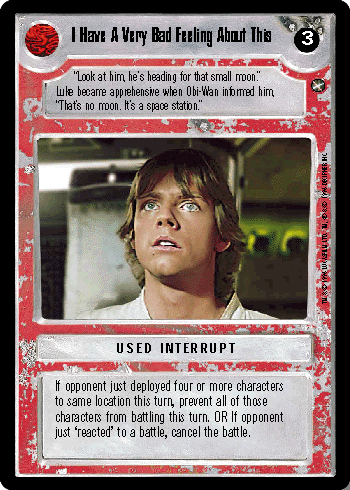 I Have A Very Bad Feeling About This
3
"Look at him, he's heading for that small moon."
Luke became apprehensive when Obi-Wan informed him,
"That's no moon. It's a space station."
USED INTERRUPT
If opponent just deployed four or more characters
to same location this turn, prevent all of those
characters from battling this turn. OR If opponent
just 'reacted' to a battle, cancel the battle.